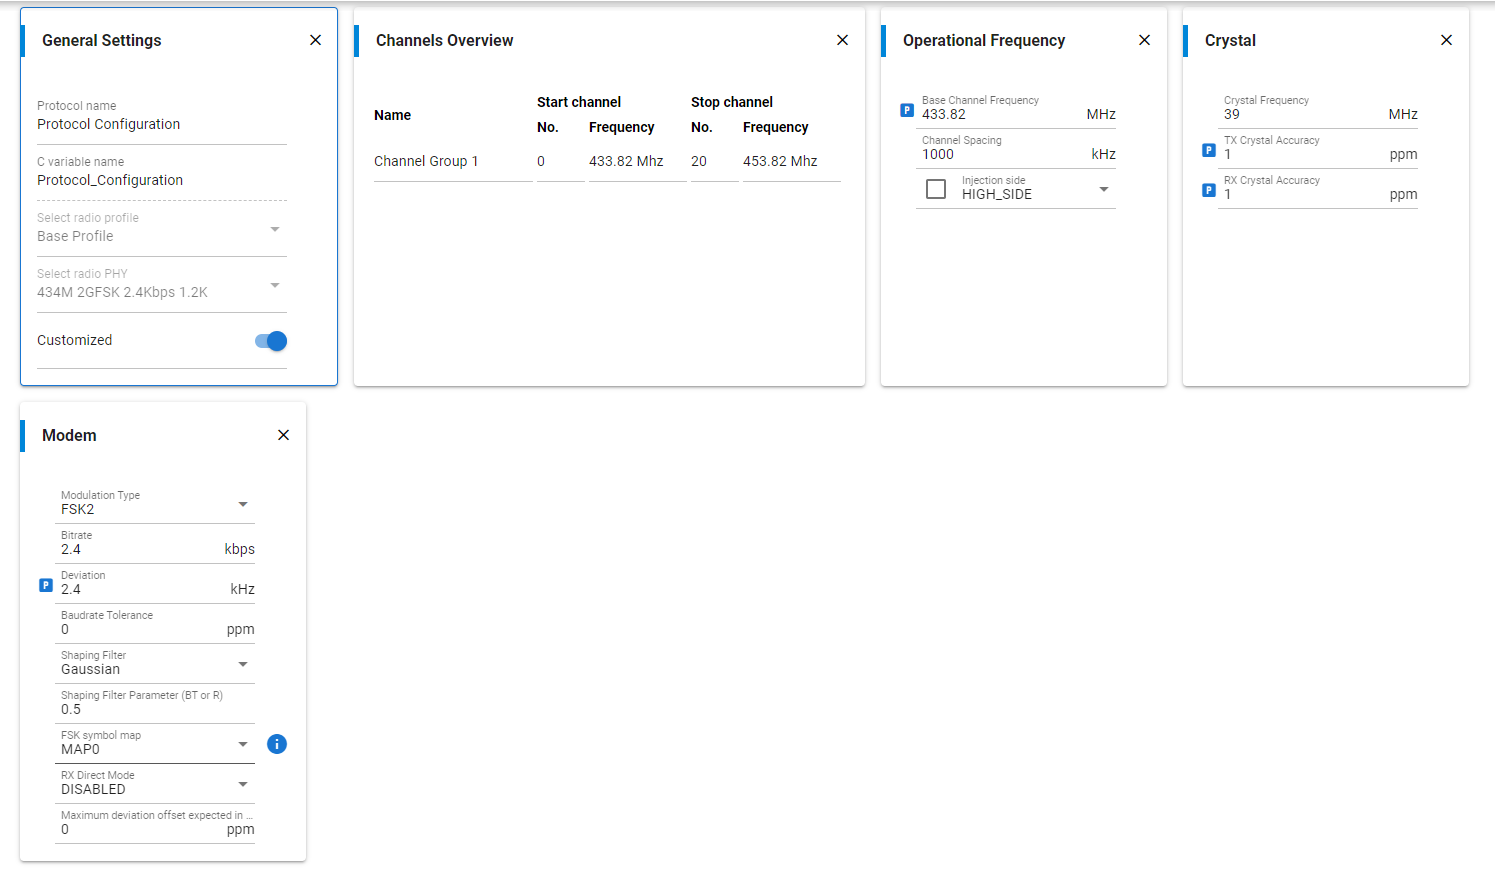 General Settings
Protocol name
Protocol Configuration
C variable name
Protocol_Configuration
Select radio profile
Base Profile
Select radio PHY
434M 2GFSK 2.4Kbps 1.2K
Customized
Channels Overview
Start channel Stop channel
Name
No. Frequency No. Frequency
Channel Group 1 0 433.82 Mhz 20 453.82 Mhz
Operational Frequency
Base Channel Frequency
P 433.82 MHz
Channel Spacing
1000 kHz
Injection side
HIGH_SIDE
Crystal
Crystal Frequency
39 MHz
TX Crystal Accuracy
P 1 ppm
RX Crystal Accuracy
P 1 ppm
Modem
Modulation Type
FSK2
Bitrate
2.4 kbps
Deviation
P 2.4 kHz
Baudrate Tolerance
0 ppm
Shaping Filter
Gaussian
Shaping Filter Parameter (BT or R)
0.5
FSK symbol map
MAP0
RX Direct Mode
DISABLED
Maximum deviation offset expected in ...
0 ppm